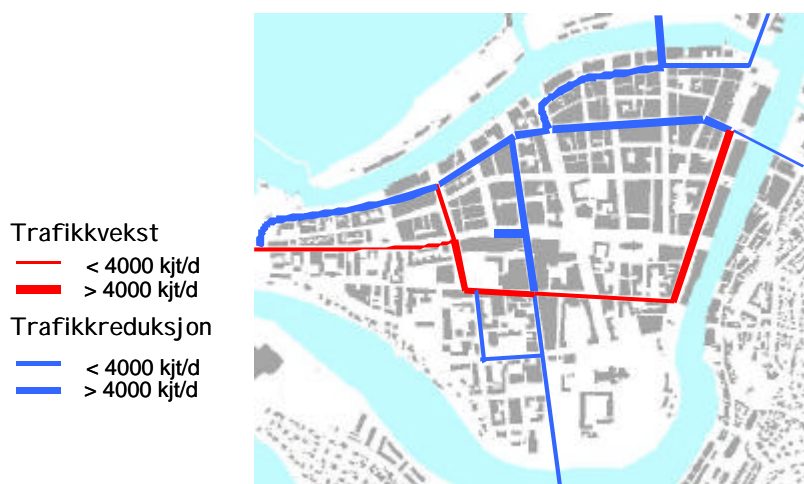 Trafikkvekst
< 4000 kjt/d
> 4000 kjt/d
Trafikkreduksjon
< 4000 kjt/d
> 4000 kjt/d